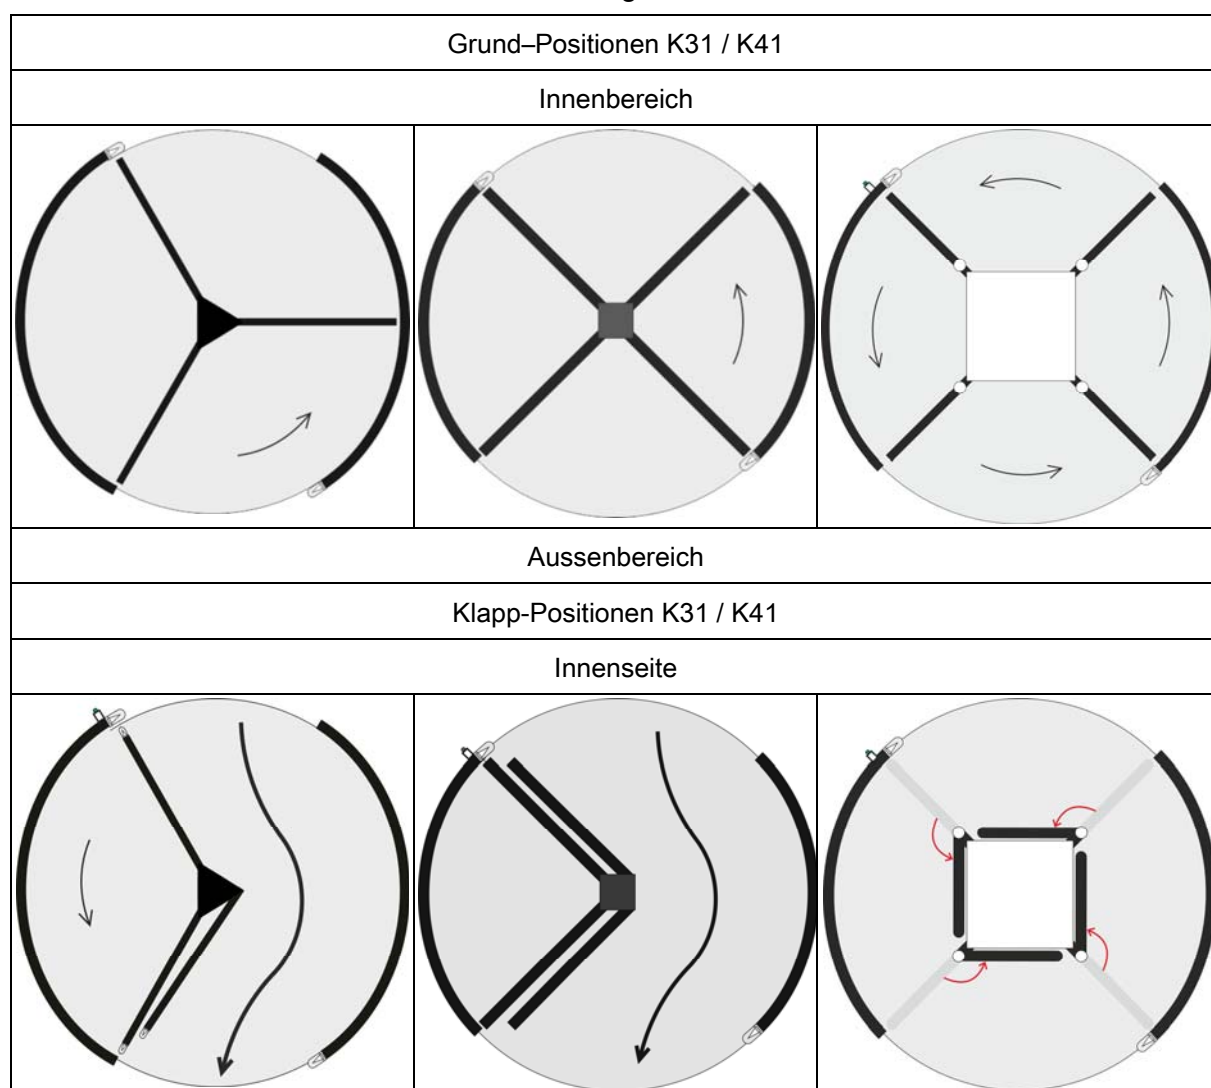 Grund–Positionen K31 / K41
Innenbereich
Aussenbereich
Klapp-Positionen K31 / K41
Innenseite